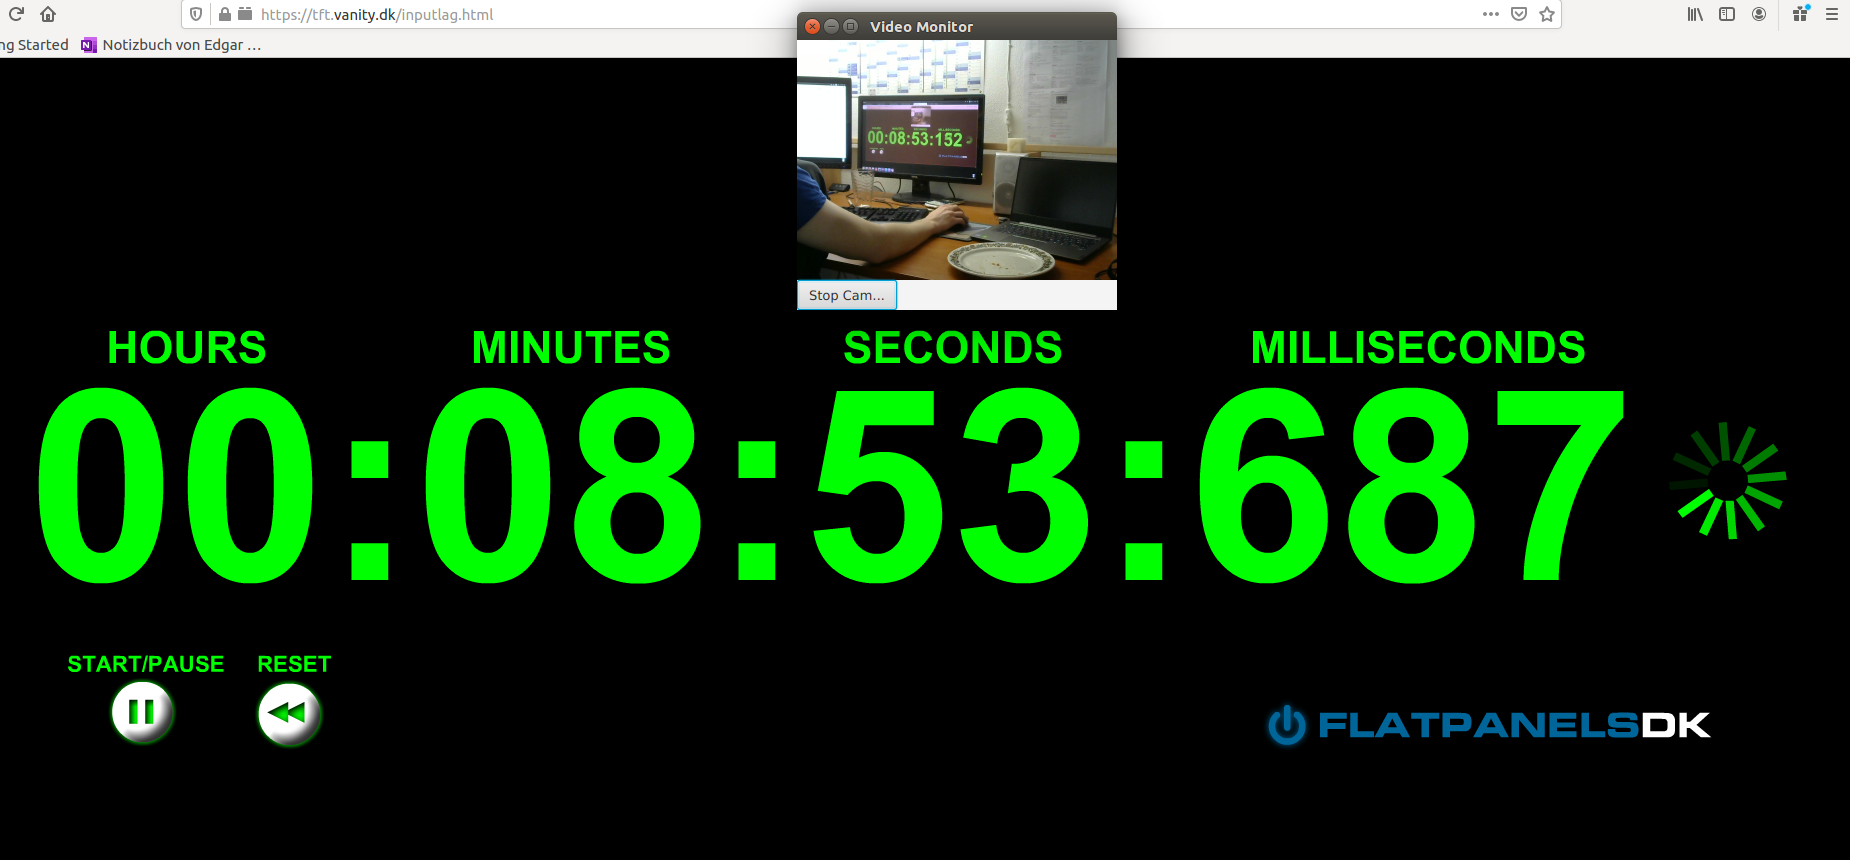 https://tft.vanity.dk/inputlag.html
ng Started Notizbuch von Edgar ...
Video Monitor
00:08:53:152
Stop Cam...
HOURS MINUTES SECONDS MILLISECONDS
00:08:53:687
START/PAUSE RESET
FLATPANELSDK